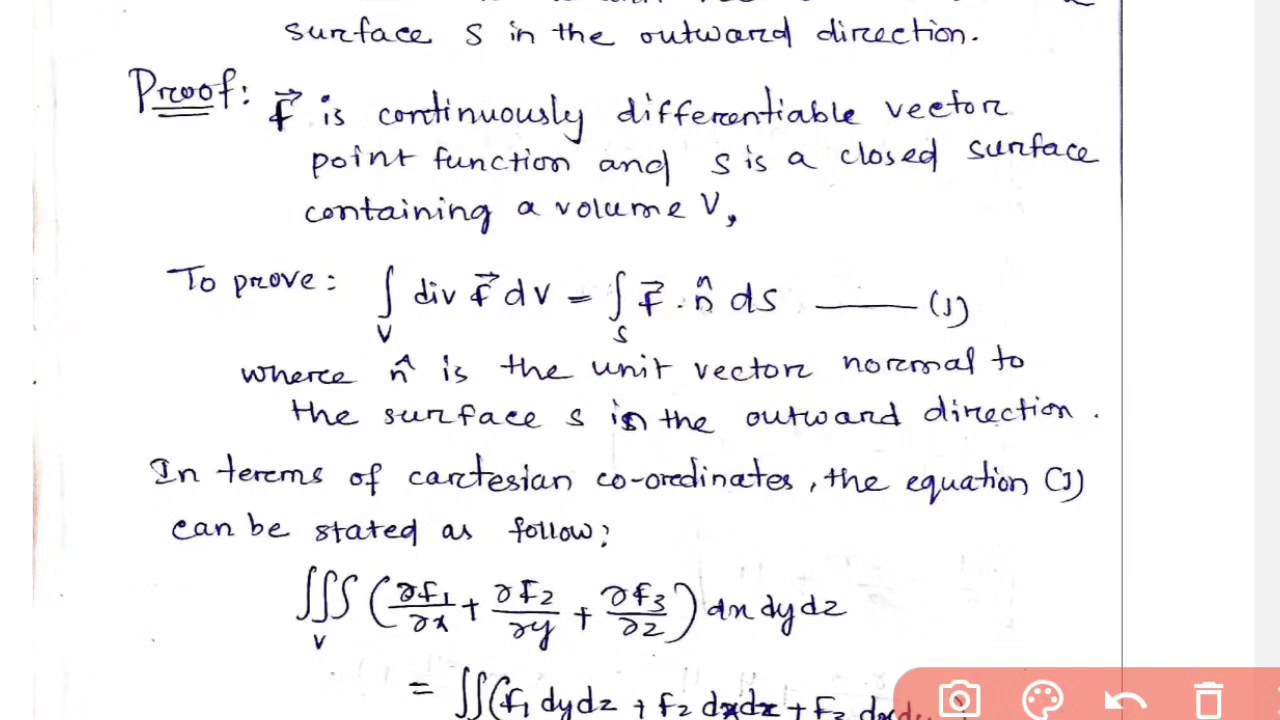 surface s in the outward direction.
Proof: f⃗ is continuously differentiable vector
point function and s is a closed surface
containing a volume V,
To prove: ∫_V div f⃗ dv = ∫_S f⃗ . n̂ ds —— (1)
where n̂ is the unit vector normal to
the surface s in the outward direction.
In terms of cartesian co-ordinates, the equation (1)
can be stated as follow:
∭_V (∂f₁/∂x + ∂f₂/∂y + ∂f₃/∂z) dx dy dz
= ∬(f₁ dy dz + f₂